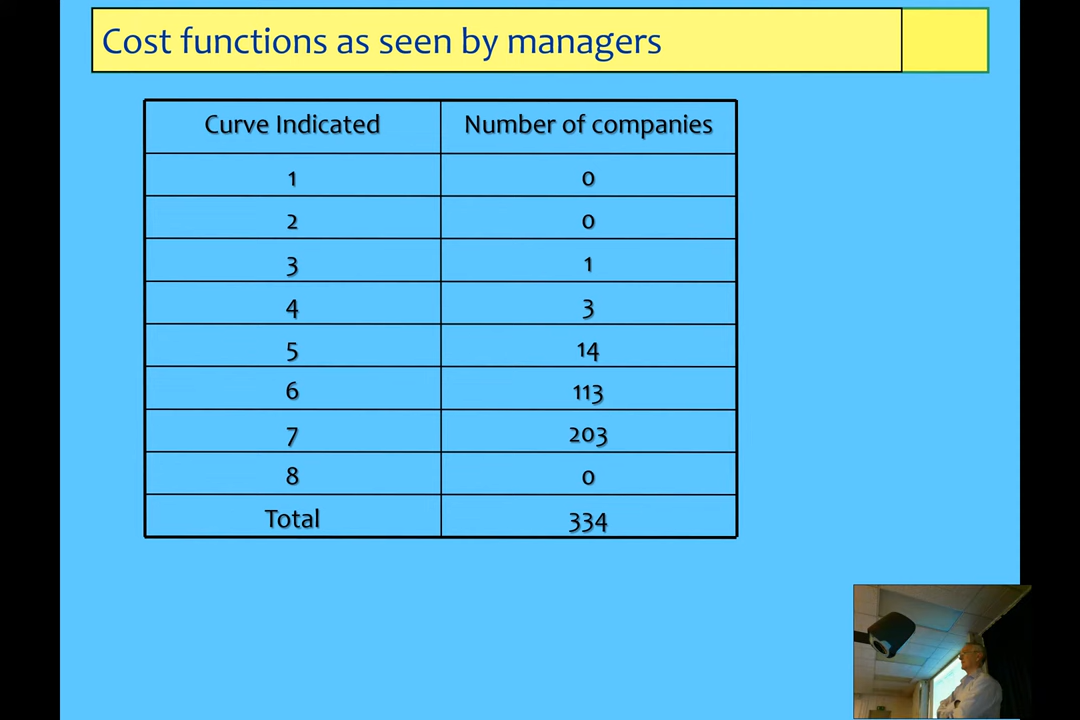 Cost functions as seen by managers
Curve Indicated Number of companies
1 0
2 0
3 1
4 3
5 14
6 113
7 203
8 0
Total 334